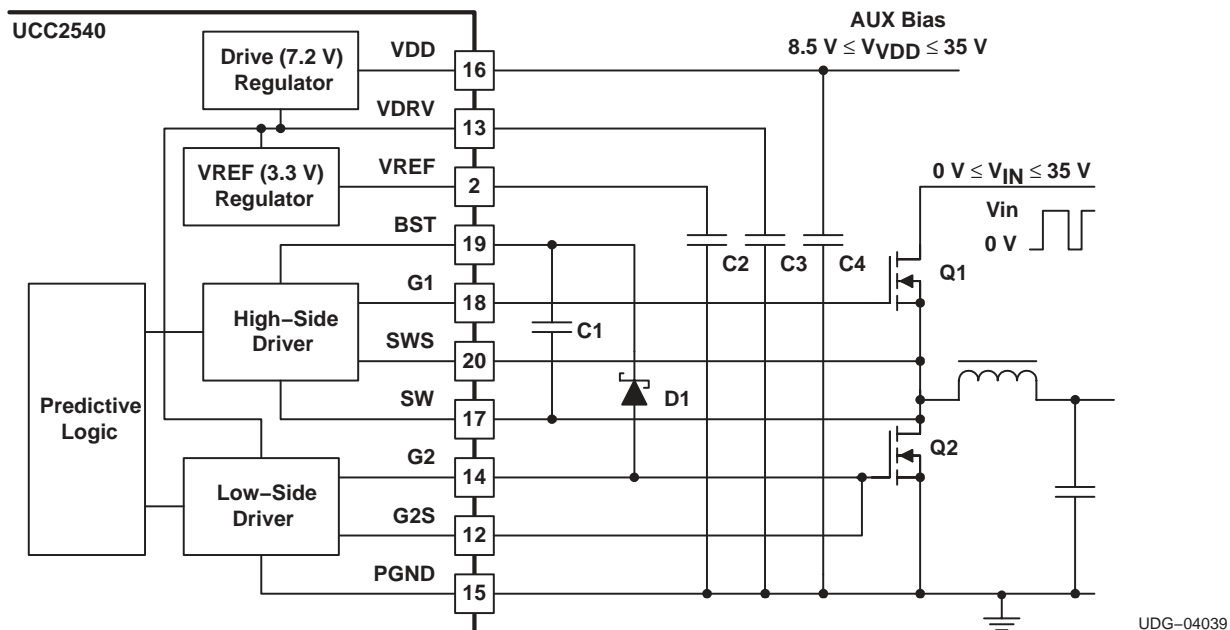 UCC2540
Drive (7.2 V)
Regulator
VDD
16
AUX Bias
8.5 V ≤ VVDD ≤ 35 V
VDRV
13
VREF (3.3 V)
Regulator
VREF
2
0 V ≤ VIN ≤ 35 V
Vin
0 V
BST
19
C2
C3
C4
Q1
G1
18
High−Side
Driver
C1
SWS
20
SW
17
D1
Predictive
Logic
Q2
G2
14
Low−Side
Driver
G2S
12
PGND
15
UDG−04039